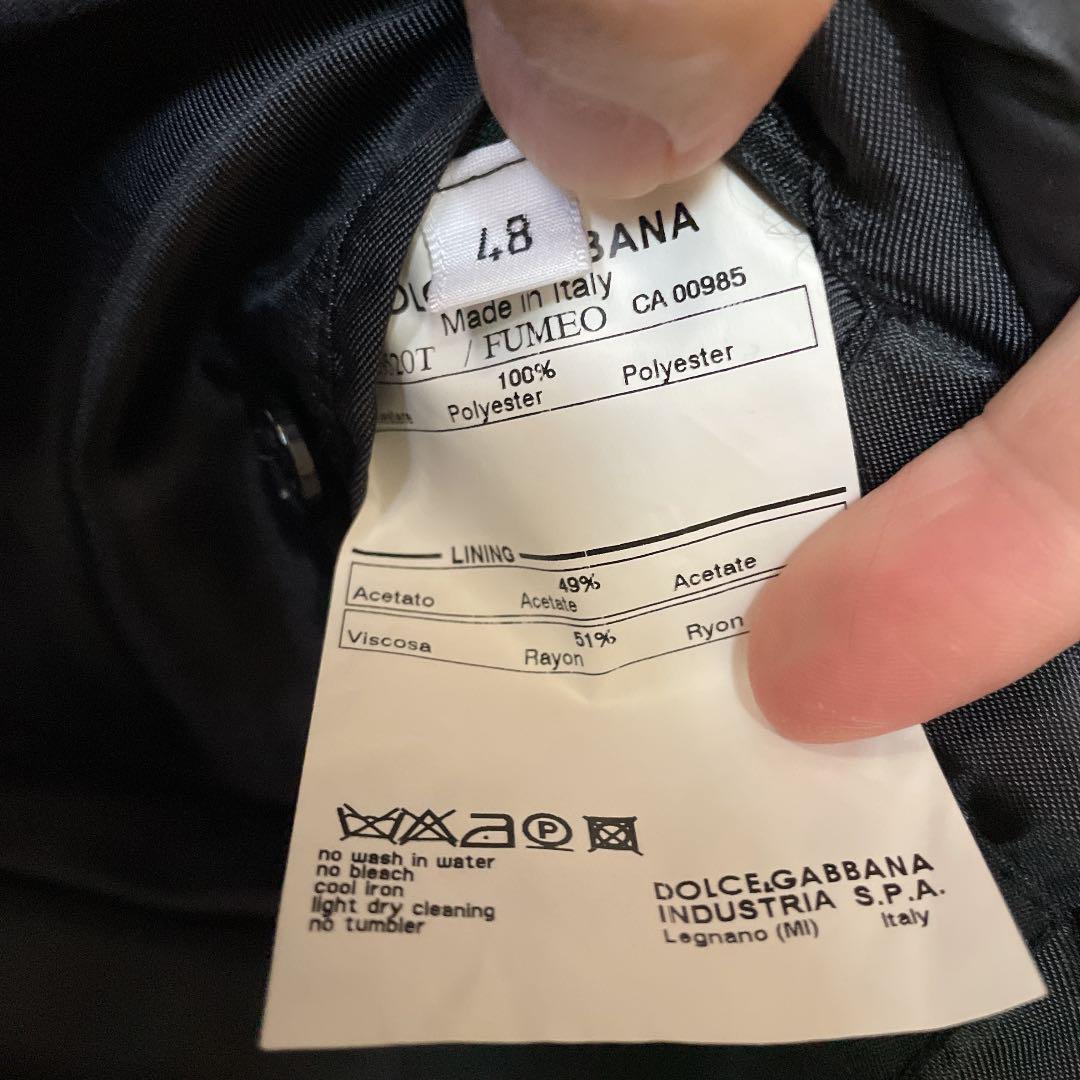 48
BANA
Made in Italy
/ FUMEO CA 00985
100%
Polyester Polyester
LINING
49%
Acetato Acetate Acetate
51%
Viscosa Rayon Ryon
P
no wash in water
no bleach
cool iron
light dry cleaning
no tumbler
DOLCE&GABBANA
INDUSTRIA S.P.A.
Legnano (MI) Italy